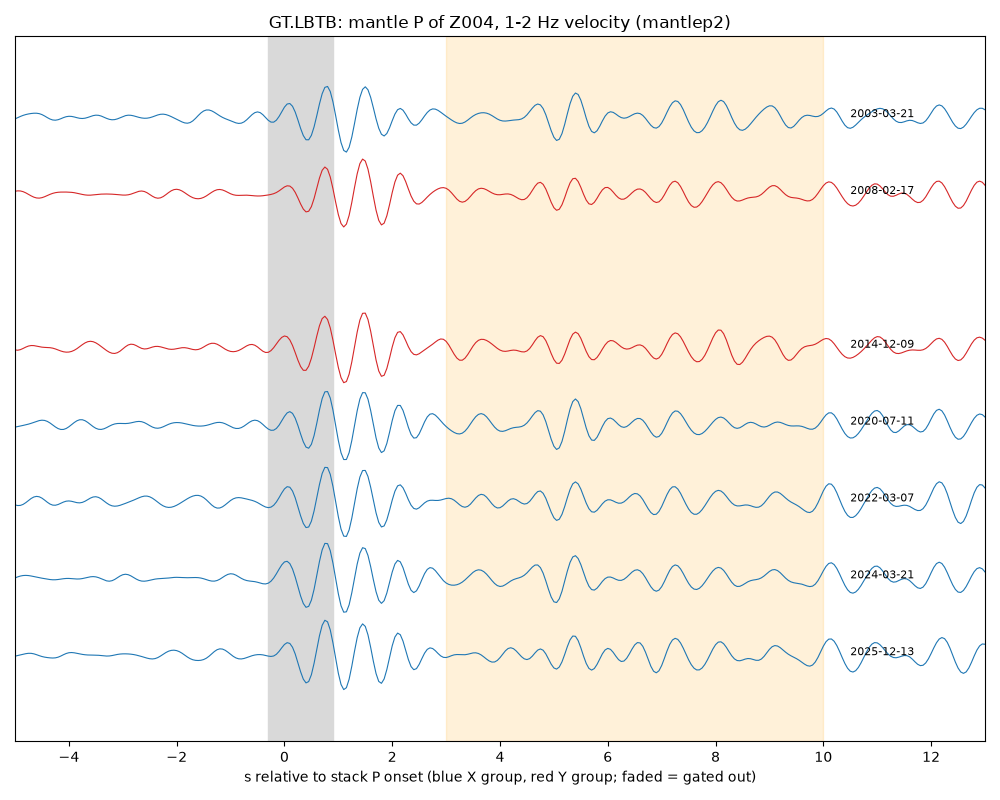 GT.LBTB: mantle P of Z004, 1-2 Hz velocity (mantlep2)
2003-03-21
2008-02-17
2014-12-09
2020-07-11
2022-03-07
2024-03-21
2025-12-13
−4 −2 0 2 4 6 8 10 12
s relative to stack P onset (blue X group, red Y group; faded = gated out)